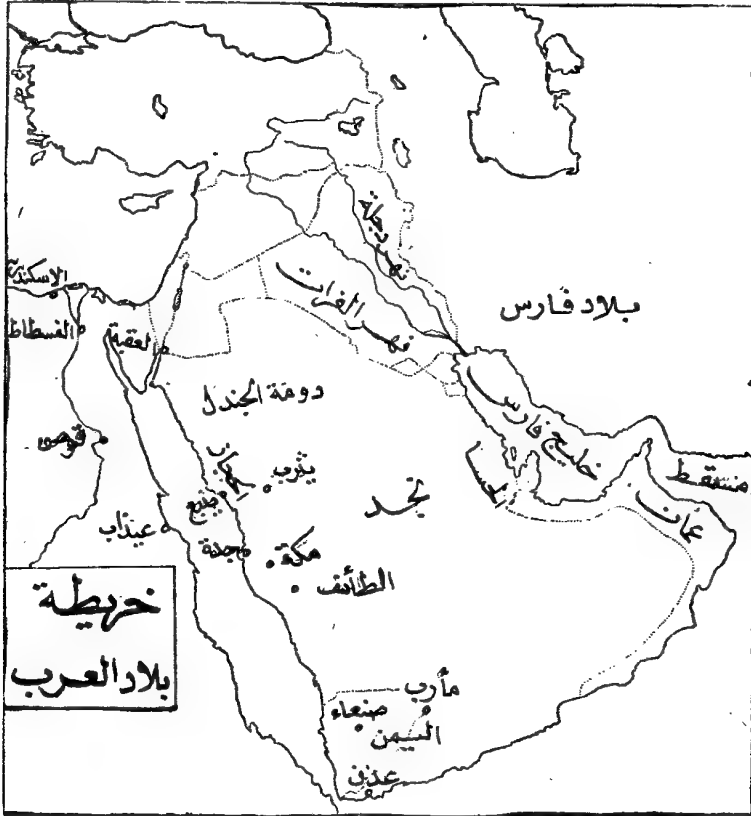 الإسكندرية
الفسطاط
العقبة
نهر دجلة
نهر الفرات
بلاد فارس
دومة الجندل
خليج فارس
قوص
يثرب
ينبع
نجد
الحسا
مسقط
عمان
عيذاب
جدة
مكة
الطائف
خريطة
بلاد العرب
مأرب
صنعاء
اليمن
عدن